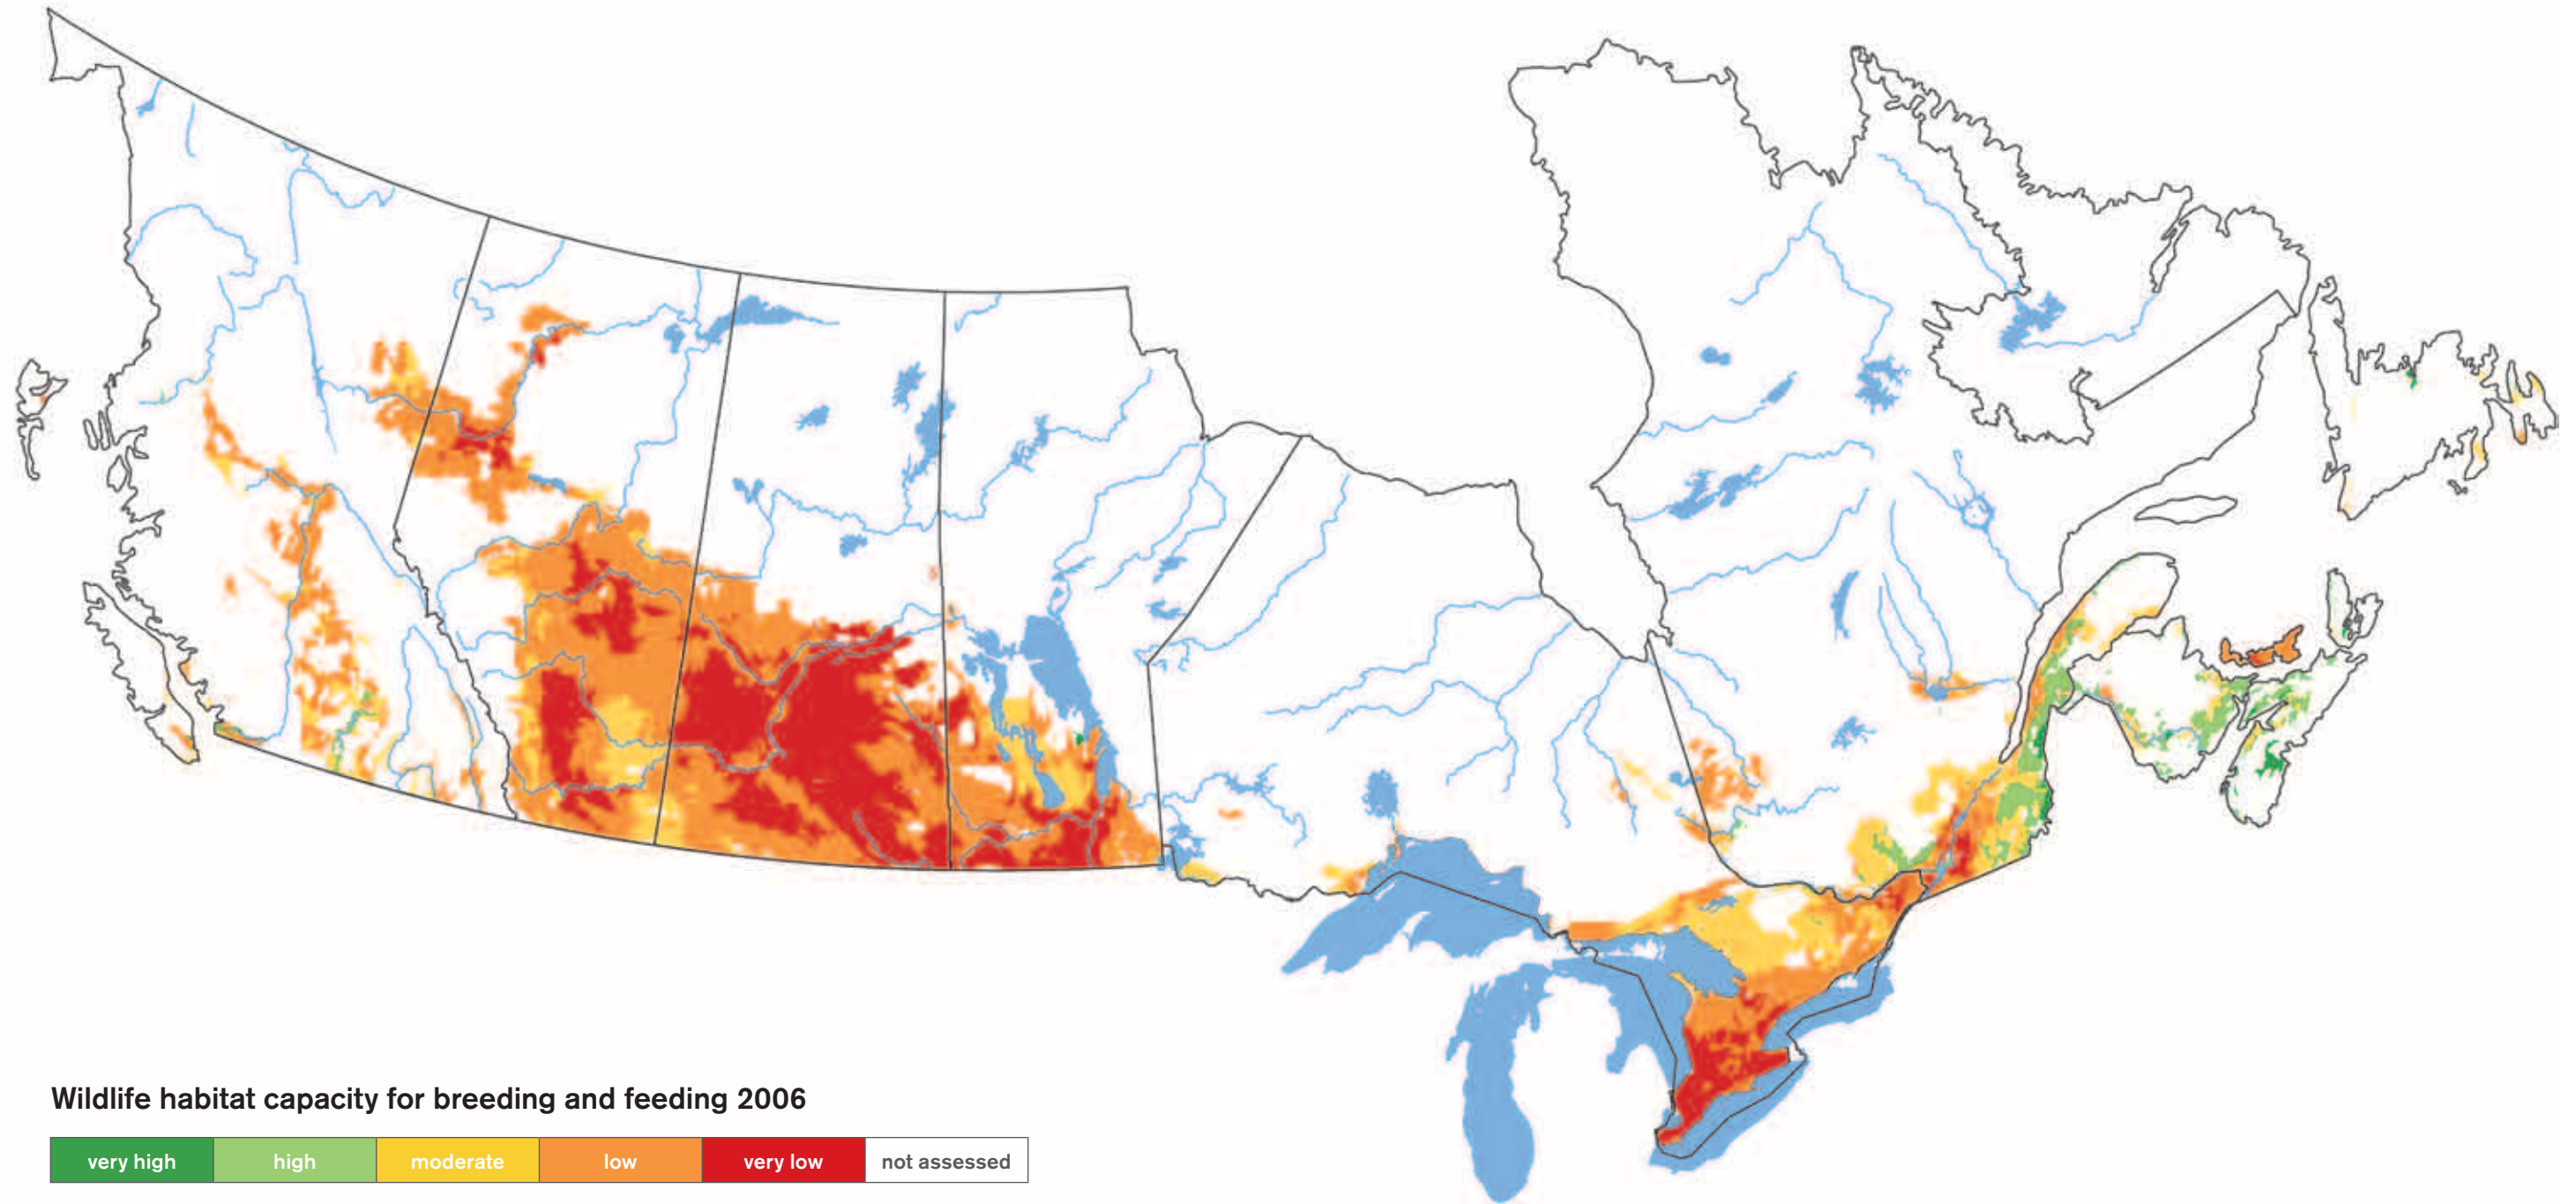 Wildlife habitat capacity for breeding and feeding 2006
very high high moderate low very low not assessed